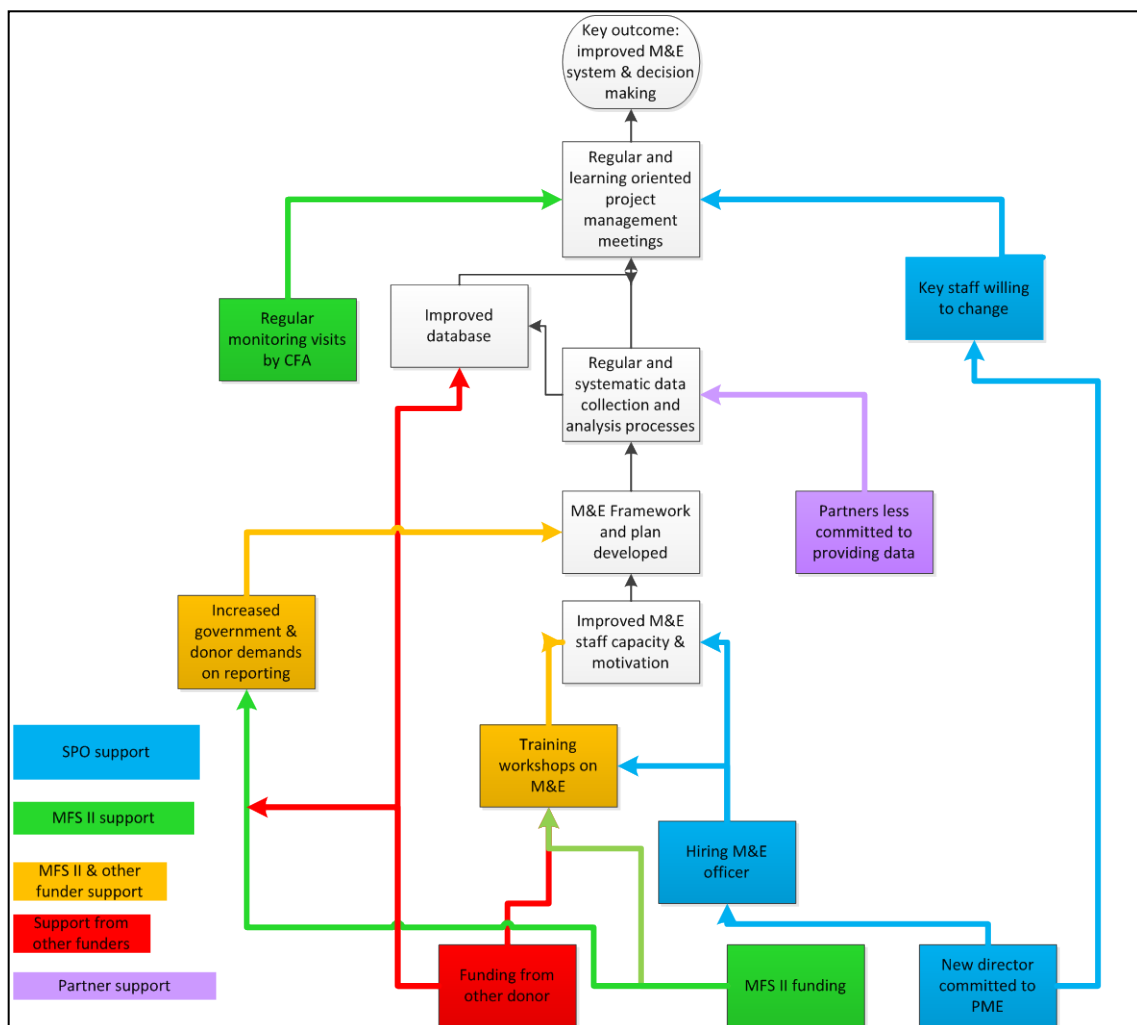 Key outcome:
improved M&E
system & decision
making
Regular and
learning oriented
project
management
meetings
Regular
monitoring visits
by CFA
Improved
database
Key staff willing
to change
Regular and
systematic data
collection and
analysis processes
M&E Framework
and plan
developed
Partners less
committed to
providing data
Increased
government &
donor demands
on reporting
Improved M&E
staff capacity &
motivation
Training
workshops on
M&E
SPO support
MFS II support
MFS II & other
funder support
Support from
other funders
Partner support
Hiring M&E
officer
Funding from
other donor
MFS II funding
New director
committed to
PME